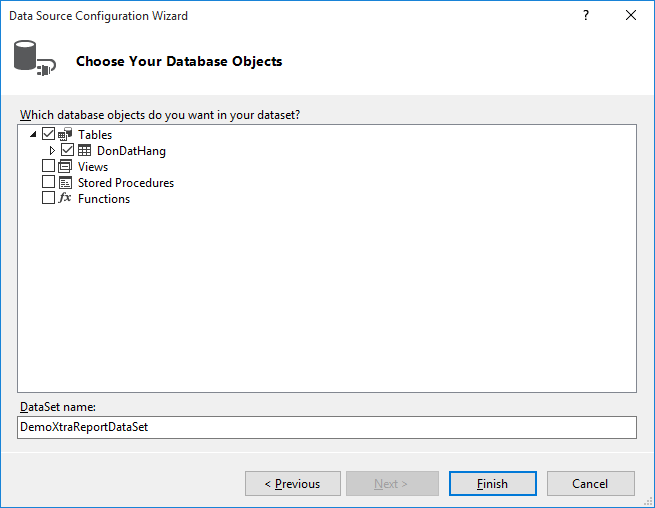 Data Source Configuration Wizard
?
Choose Your Database Objects
Which database objects do you want in your dataset?
Tables
DonDatHang
Views
Stored Procedures
fx Functions
DataSet name:
DemoXtraReportDataSet
< Previous
Next >
Finish
Cancel